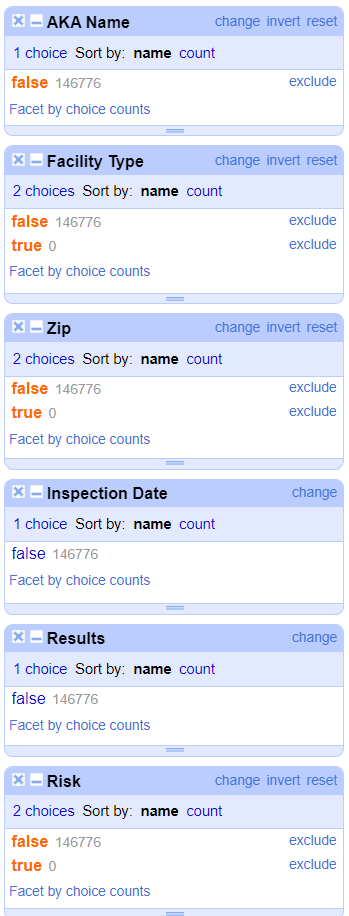 AKA Name change invert reset
1 choice Sort by: name count
false 146776 exclude
Facet by choice counts
Facility Type change invert reset
2 choices Sort by: name count
false 146776 exclude
true 0 exclude
Facet by choice counts
Zip change invert reset
2 choices Sort by: name count
false 146776 exclude
true 0 exclude
Facet by choice counts
Inspection Date change
1 choice Sort by: name count
false 146776
Facet by choice counts
Results change
1 choice Sort by: name count
false 146776
Facet by choice counts
Risk change invert reset
2 choices Sort by: name count
false 146776 exclude
true 0 exclude
Facet by choice counts